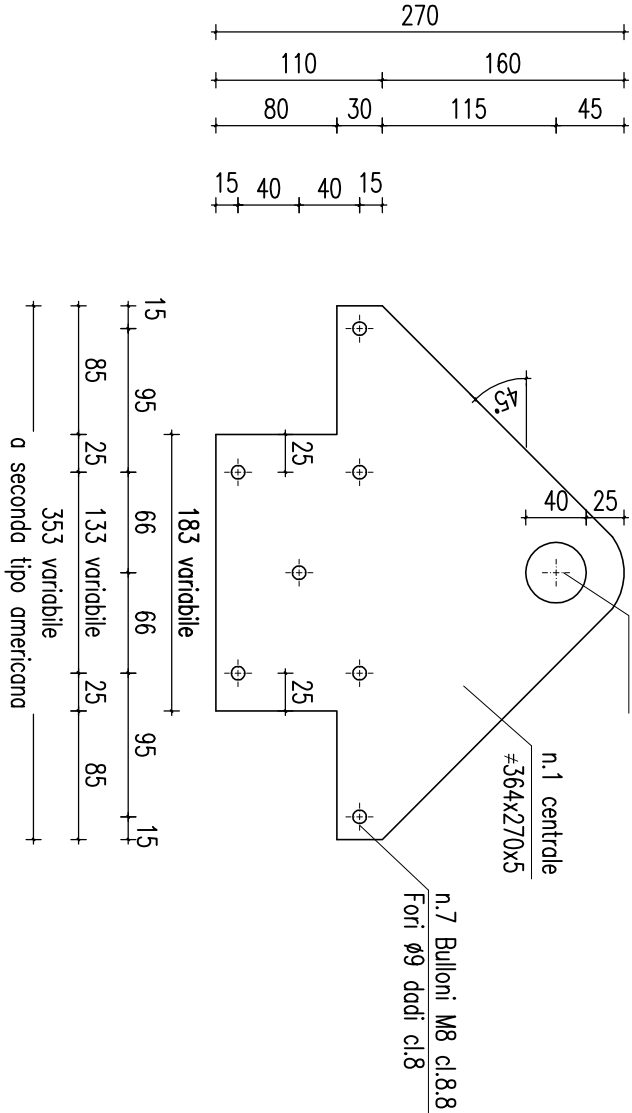 270
110 160
80 30 115 45
15 40 40 15
15 95 66 66 95 15
85 25 133 variabile 25 85
353 variabile
a seconda tipo americana
183 variabile
25 25
45°
40 25
n.1 centrale
≠364x270x5
n.7 Bulloni M8 cl.8.8
Fori ø9 dadi cl.8